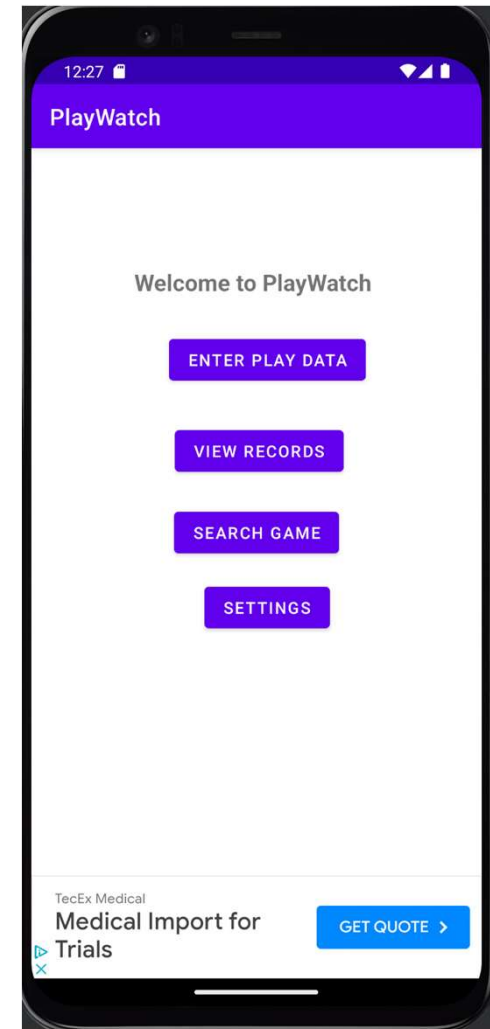 12:27
PlayWatch
Welcome to PlayWatch
ENTER PLAY DATA
VIEW RECORDS
SEARCH GAME
SETTINGS
TecEx Medical
Medical Import for
Trials
GET QUOTE